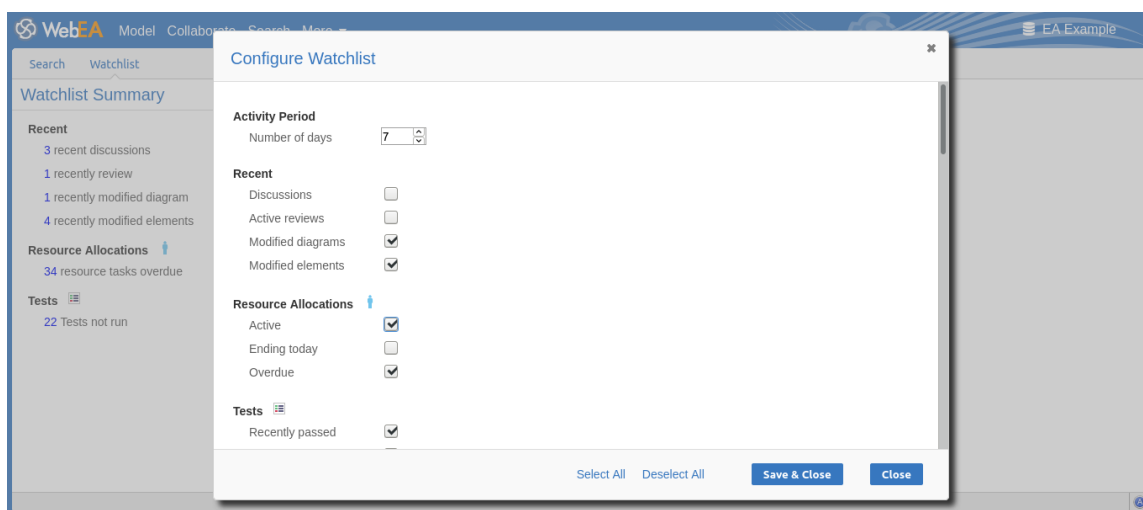 WebEA Model Collaborate Search More
EA Example
Search Watchlist
Watchlist Summary
Recent
3 recent discussions
1 recently review
1 recently modified diagram
4 recently modified elements
Resource Allocations
34 resource tasks overdue
Tests
22 Tests not run
Configure Watchlist
Activity Period
Number of days 7
Recent
Discussions
Active reviews
Modified diagrams
Modified elements
Resource Allocations
Active
Ending today
Overdue
Tests
Recently passed
Select All Deselect All Save & Close Close